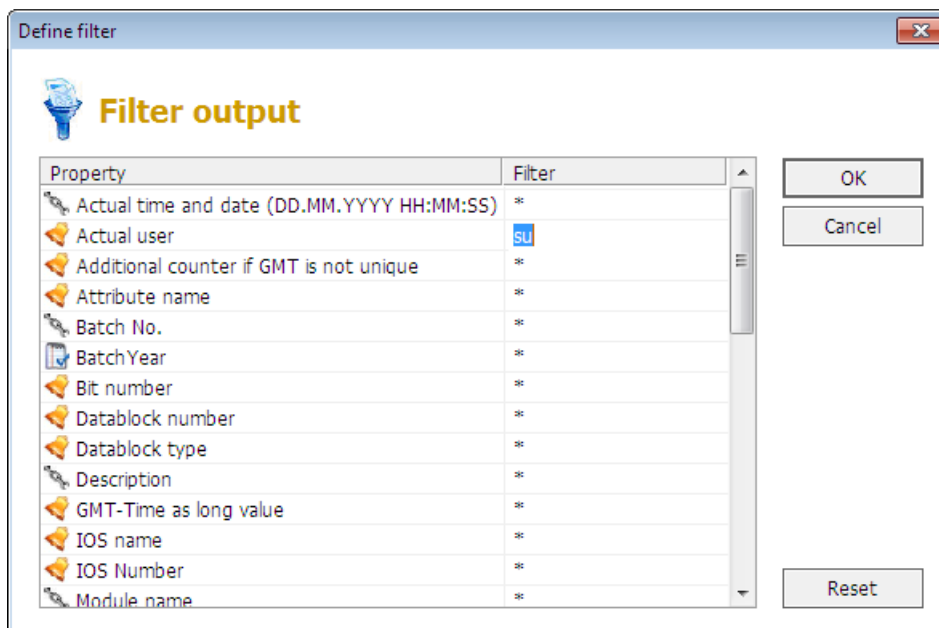 Define filter
Filter output
Property Filter
Actual time and date (DD.MM.YYYY HH:MM:SS) *
Actual user su
Additional counter if GMT is not unique *
Attribute name *
Batch No. *
BatchYear *
Bit number *
Datablock number *
Datablock type *
Description *
GMT-Time as long value *
IOS name *
IOS Number *
Module name *
OK
Cancel
Reset